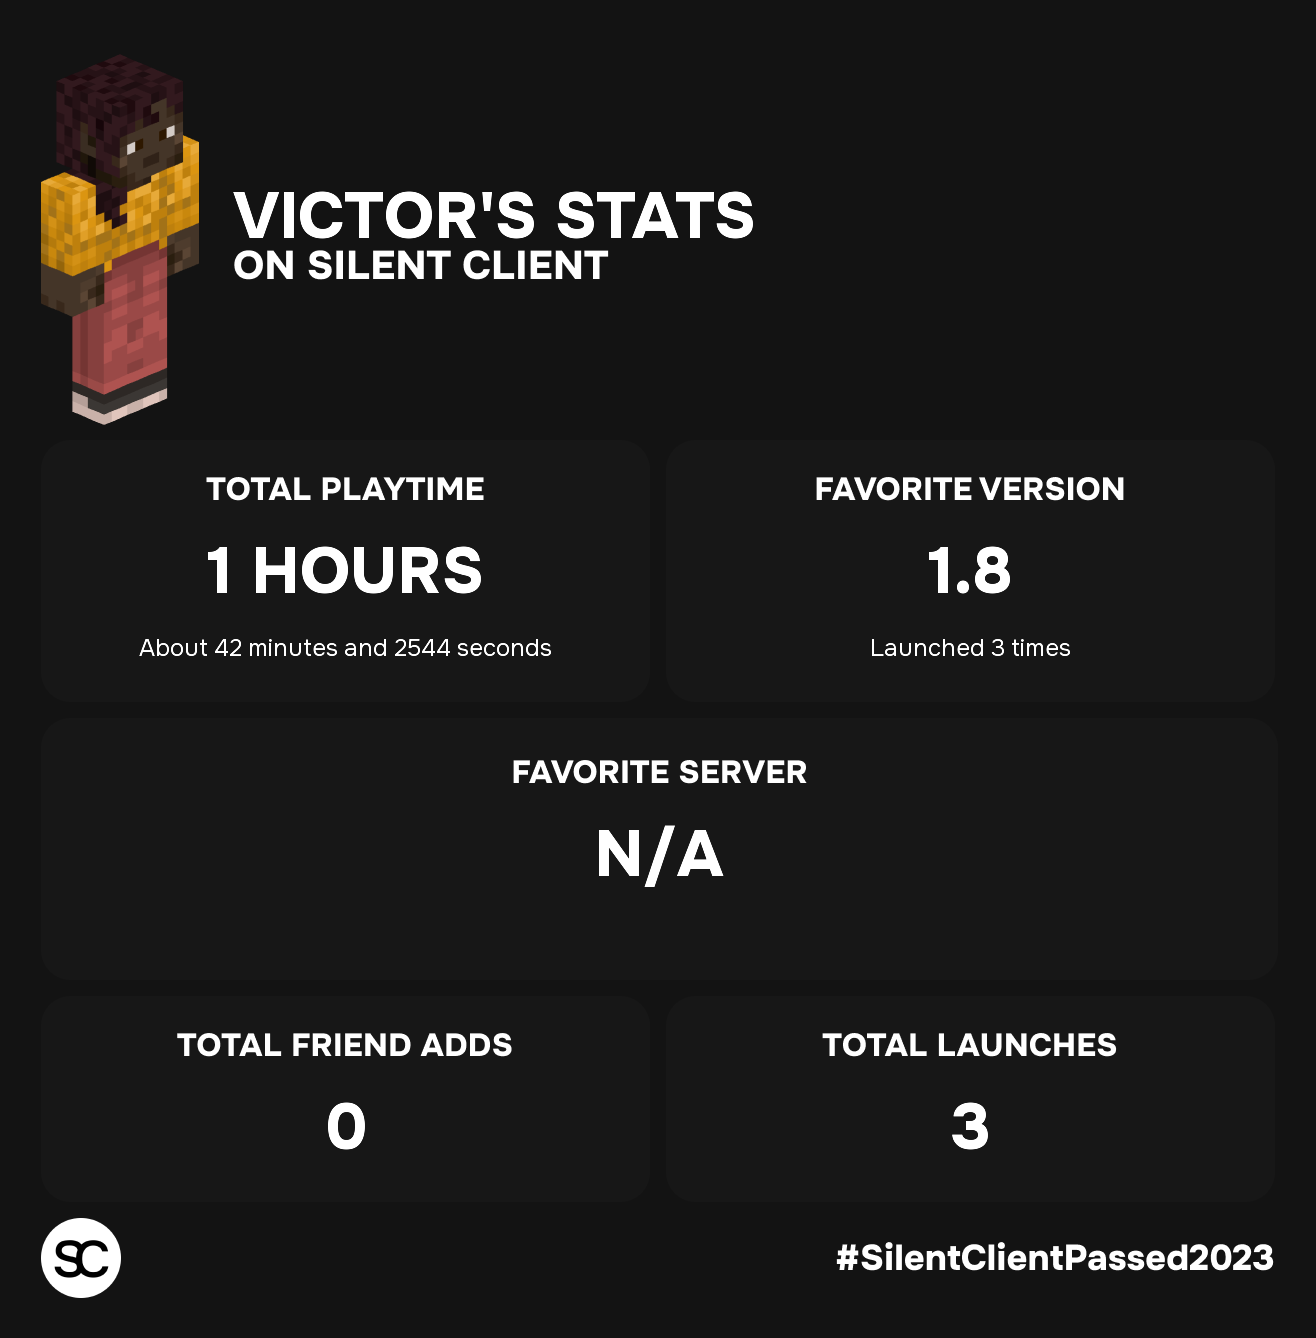 VICTOR'S STATS
ON SILENT CLIENT
TOTAL PLAYTIME
1 HOURS
About 42 minutes and 2544 seconds
FAVORITE VERSION
1.8
Launched 3 times
FAVORITE SERVER
N/A
TOTAL FRIEND ADDS
0
TOTAL LAUNCHES
3
SC
#SilentClientPassed2023